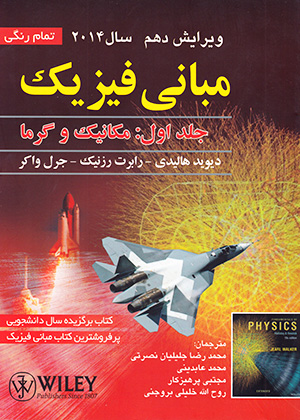 ویرایش دهم سال ۲۰۱۴
تمام رنگی
مبانی فیزیک
جلد اول: مکانیک و گرما
دیوید هالیدی - رابرت رزنیک - جرل واکر
کتاب برگزیده سال دانشجویی
پرفروشترین کتاب مبانی فیزیک
PHYSICS
JEARL WALKER
مترجمان:
محمد رضا جلیلیان نصرتی
محمد عابدینی
مجتبی پرهیزکار
روح الله خلیلی بروجنی
WILEY
Publishers Since 1807